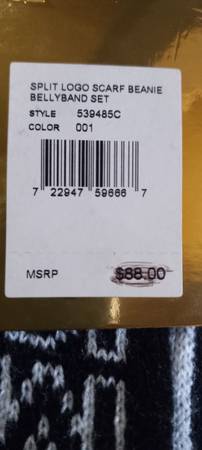 SPLIT LOGO SCARF BEANIE
BELLYBAND SET
STYLE 539485C
COLOR 001
7 22947 59666 7
MSRP $88.00